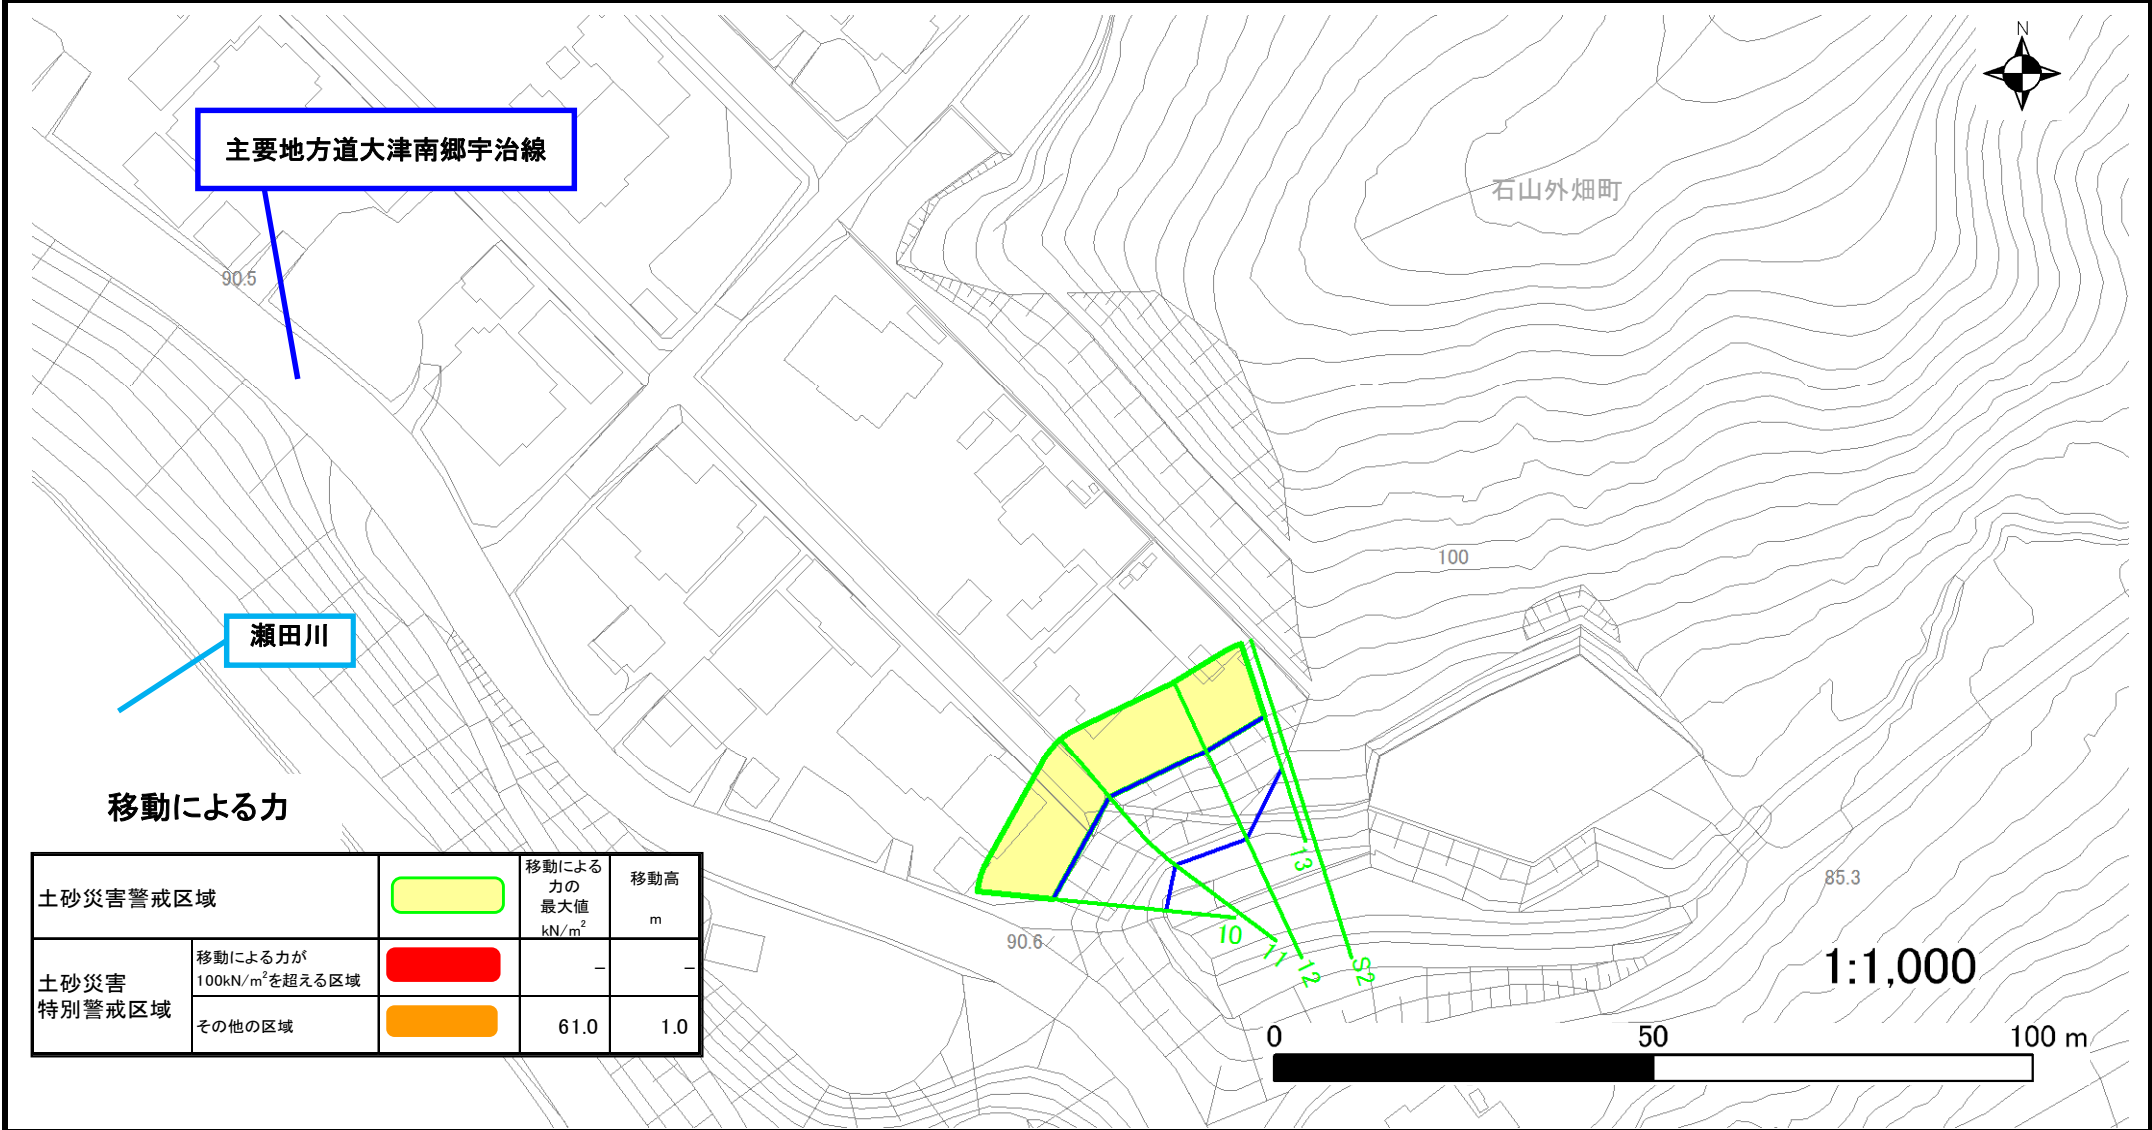 N
主要地方道大津南郷宇治線
石山外畑町
90.5
100
瀬田川
移動による力
土砂災害警戒区域
移動による
力の
最大値
kN/m²
移動高
m
土砂災害
特別警戒区域
移動による力が
100kN/m²を超える区域
－
－
その他の区域
61.0
1.0
13
85.3
10
90.6
11
12
S2
1:1,000
0
50
100 m